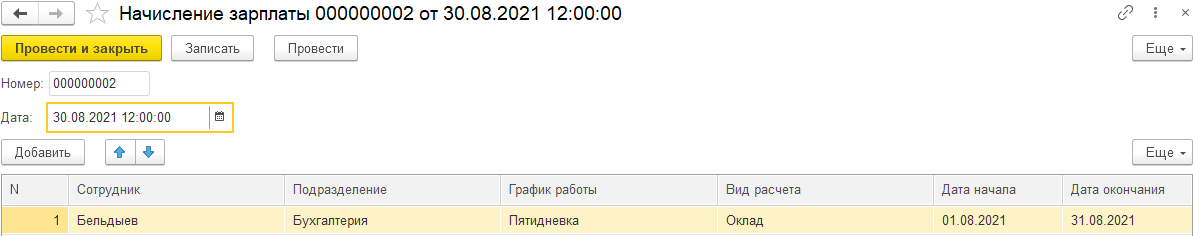 Начисление зарплаты 000000002 от 30.08.2021 12:00:00
Провести и закрыть Записать Провести Еще
Номер: 000000002
Дата: 30.08.2021 12:00:00
Добавить Еще
N Сотрудник Подразделение График работы Вид расчета Дата начала Дата окончания
1 Бельдыев Бухгалтерия Пятидневка Оклад 01.08.2021 31.08.2021